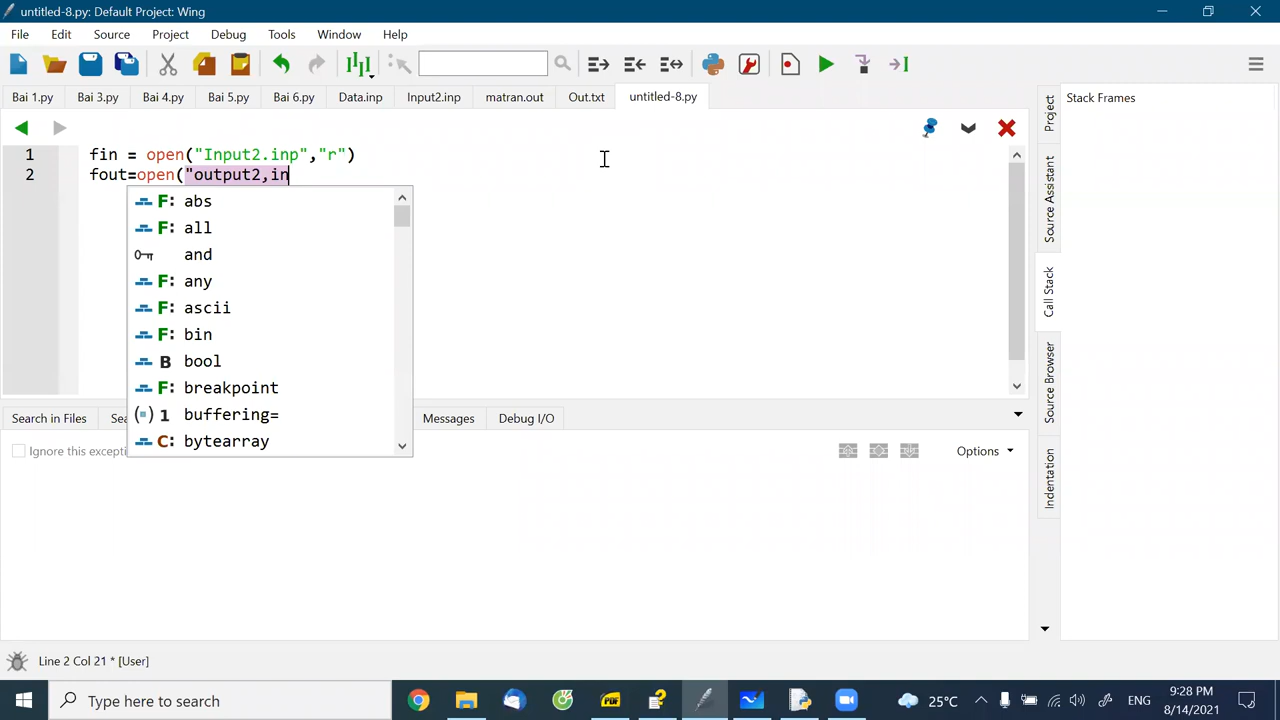 untitled-8.py: Default Project: Wing
File Edit Source Project Debug Tools Window Help
Bai 1.py Bai 3.py Bai 4.py Bai 5.py Bai 6.py Data.inp Input2.inp matran.out Out.txt untitled-8.py
Stack Frames
1 fin = open("Input2.inp","r")
2 fout=open("output2,in
F: abs
F: all
and
F: any
F: ascii
F: bin
B bool
F: breakpoint
1 buffering=
C: bytearray
Project
Source Assistant
Call Stack
Source Browser
Indentation
Search in Files Sea Messages Debug I/O
Ignore this excepti Options
Line 2 Col 21 * [User]
Type here to search
PDF
25°C ENG 9:28 PM
8/14/2021